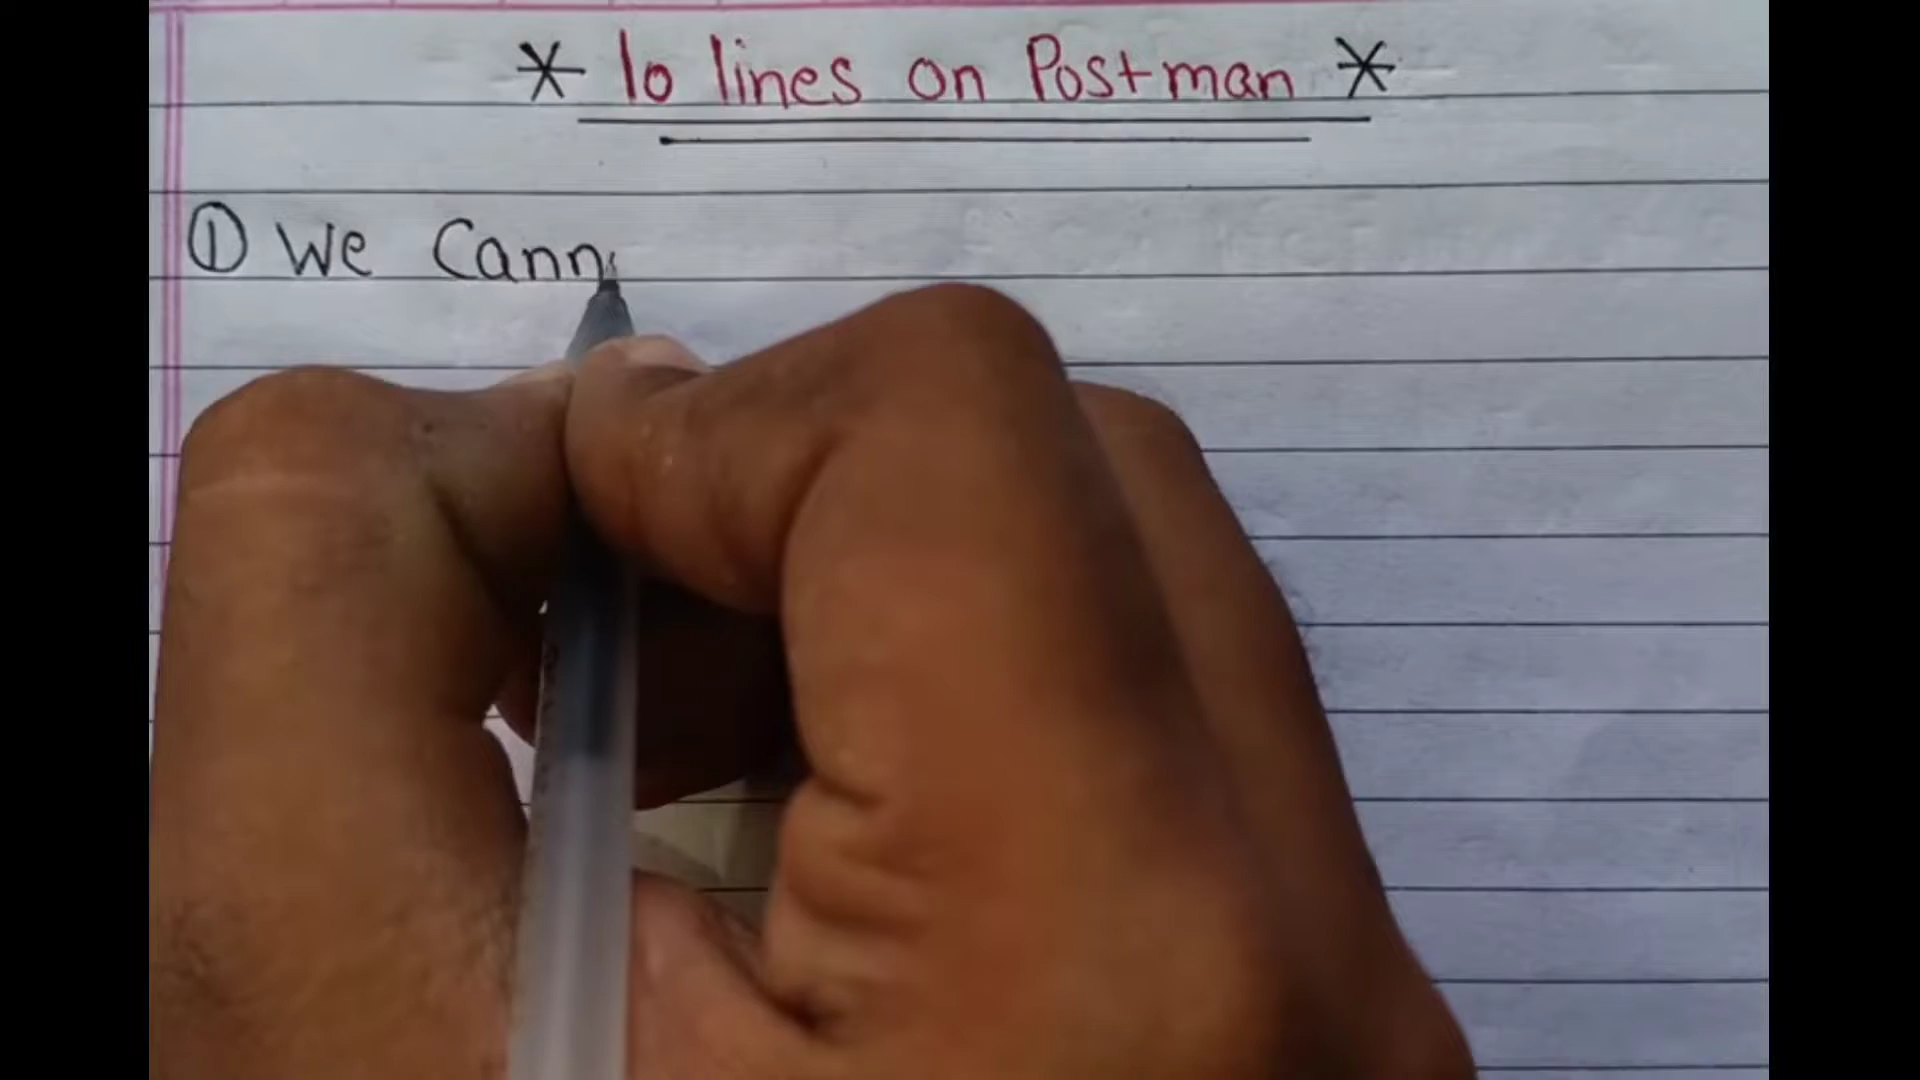 * 10 lines on Postman *
① We Cann